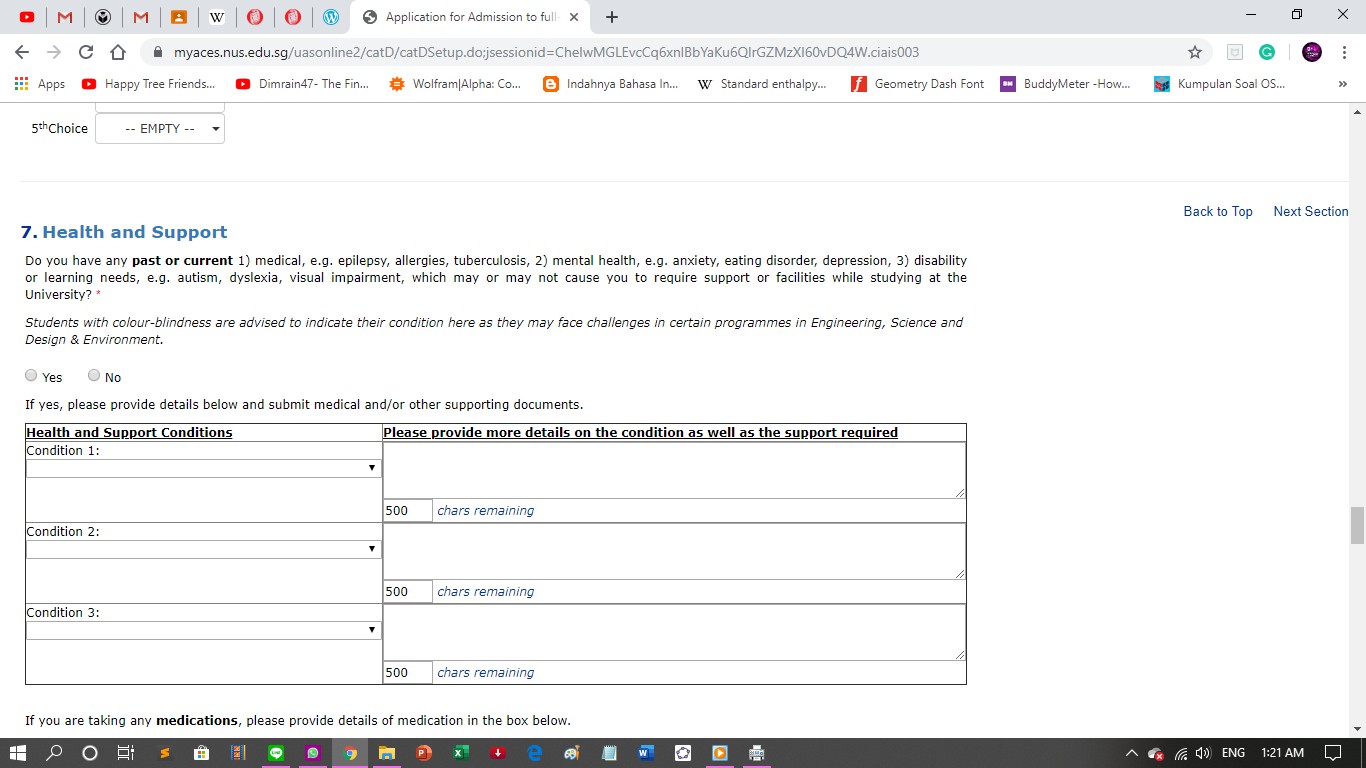 Application for Admission to full-
myaces.nus.edu.sg/uasonline2/catD/catDSetup.do;jsessionid=CheIwMGLEvcCq6xnIBbYaKu6QIrGZMzXI60vDQ4W.ciais003
Apps Happy Tree Friends... Dimrain47- The Fin... Wolfram|Alpha: Co... Indahnya Bahasa In... W Standard enthalpy... Geometry Dash Font BuddyMeter -How... Kumpulan Soal OS... »
5thChoice -- EMPTY --
Back to Top Next Section
7. Health and Support
Do you have any past or current 1) medical, e.g. epilepsy, allergies, tuberculosis, 2) mental health, e.g. anxiety, eating disorder, depression, 3) disability
or learning needs, e.g. autism, dyslexia, visual impairment, which may or may not cause you to require support or facilities while studying at the
University? *
Students with colour-blindness are advised to indicate their condition here as they may face challenges in certain programmes in Engineering, Science and
Design & Environment.
Yes No
If yes, please provide details below and submit medical and/or other supporting documents.
Health and Support Conditions Please provide more details on the condition as well as the support required
Condition 1:
500 chars remaining
Condition 2:
500 chars remaining
Condition 3:
500 chars remaining
If you are taking any medications, please provide details of medication in the box below.
ENG 1:21 AM